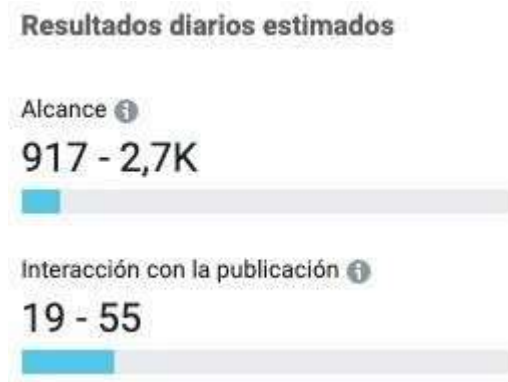 Resultados diarios estimados
Alcance
917 - 2,7K
Interacción con la publicación
19 - 55